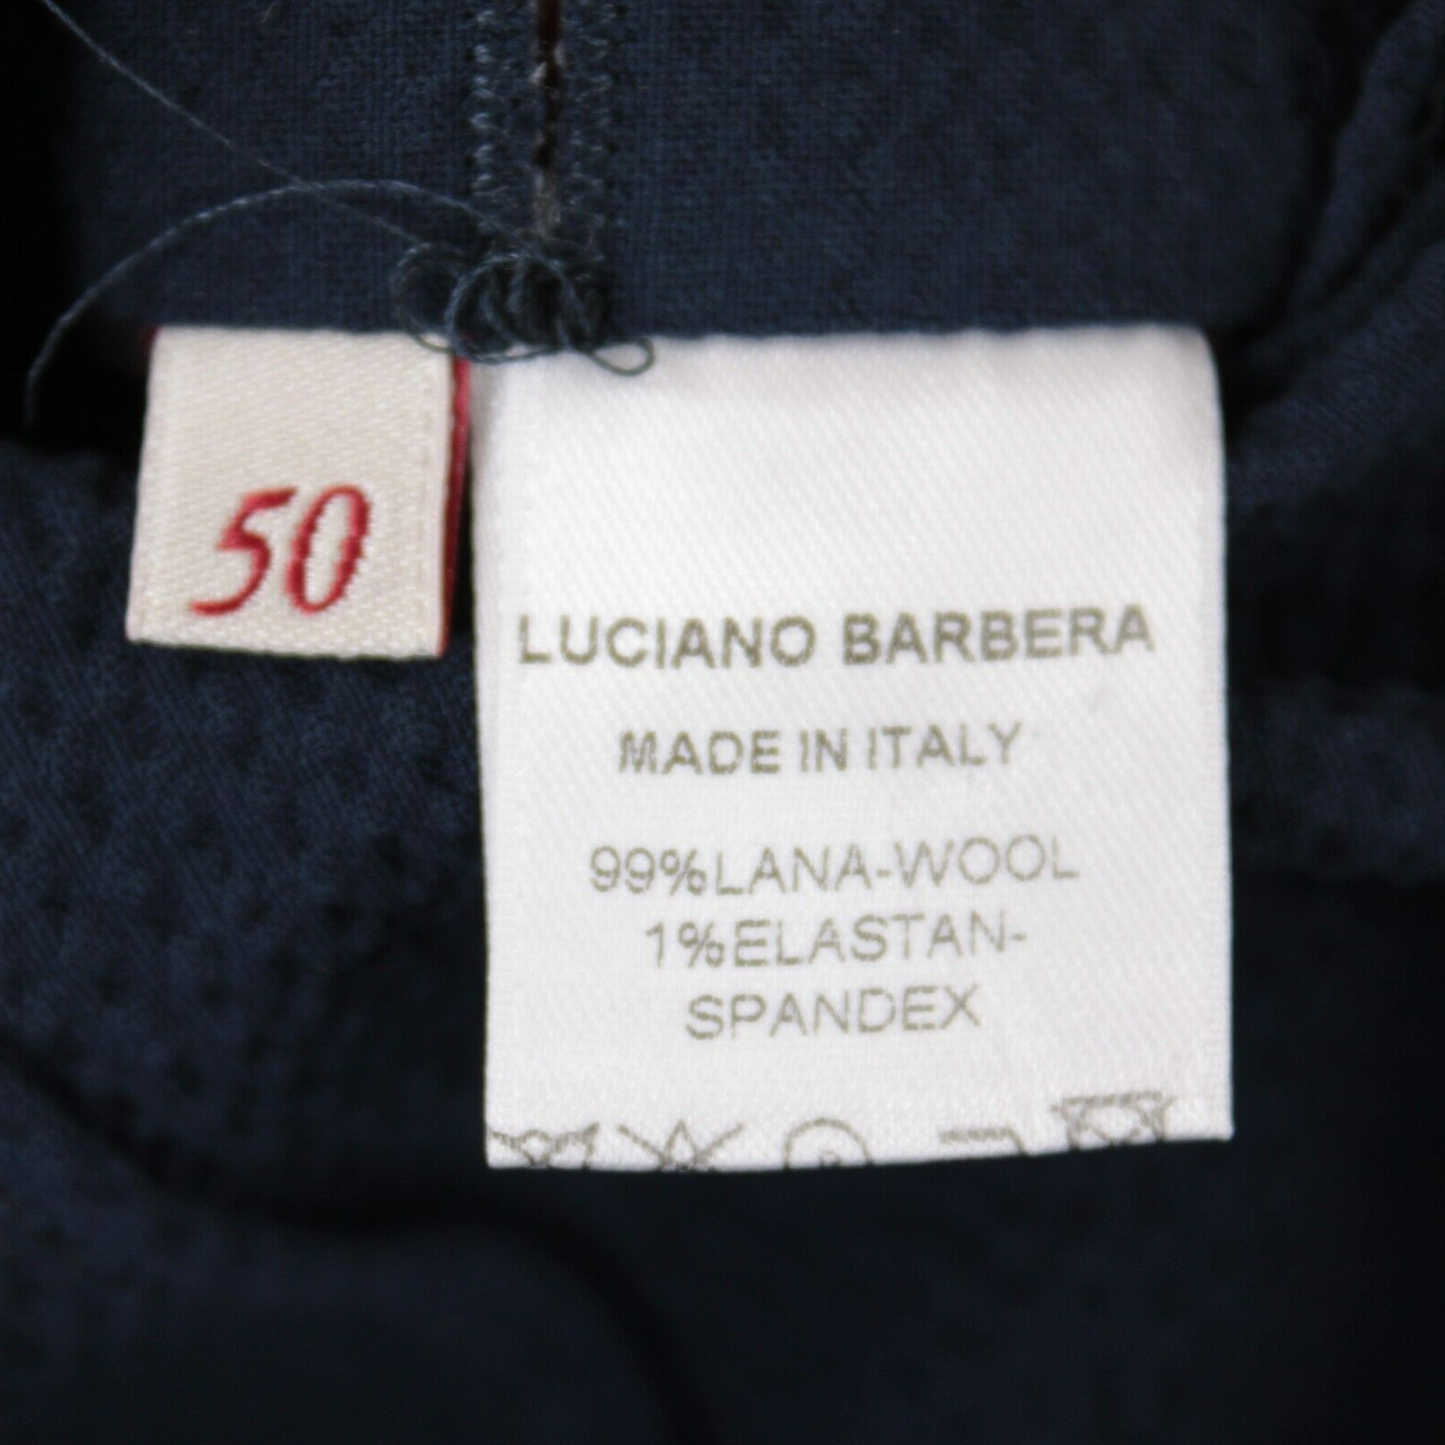 50
LUCIANO BARBERA
MADE IN ITALY
99%LANA-WOOL
1%ELASTAN-
SPANDEX